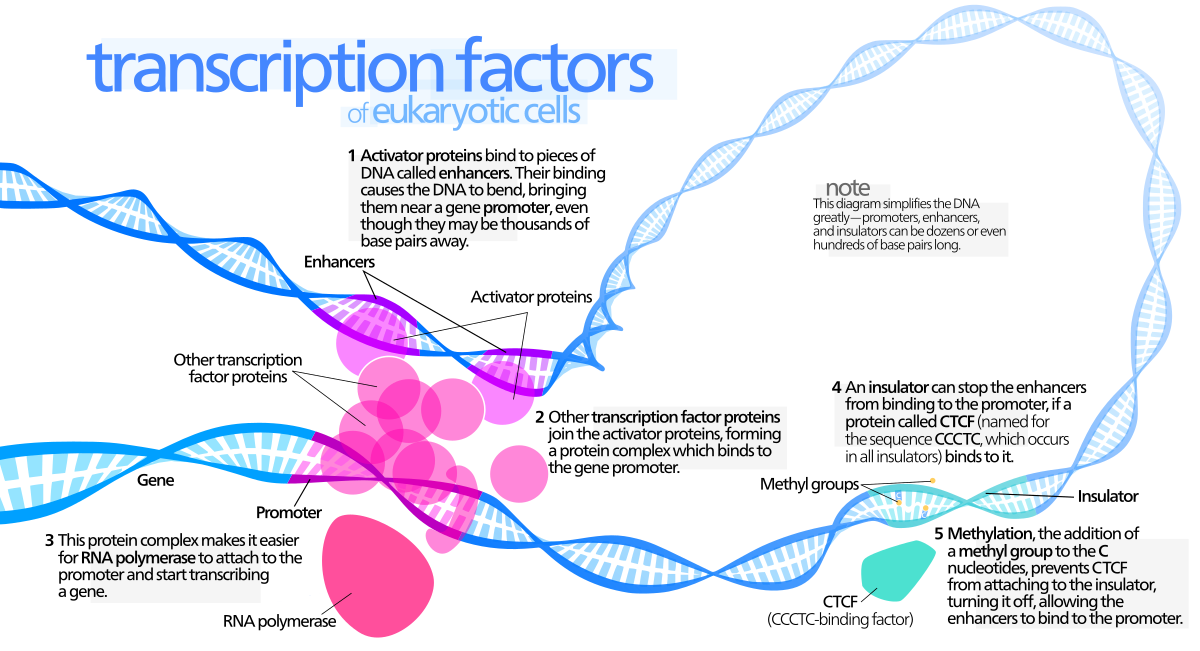 transcription factors
of eukaryotic cells
1 Activator proteins bind to pieces of
DNA called enhancers. Their binding
causes the DNA to bend, bringing
them near a gene promoter, even
though they may be thousands of
base pairs away.
Enhancers
Activator proteins
Other transcription
factor proteins
note
This diagram simplifies the DNA
greatly—promoters, enhancers,
and insulators can be dozens or even
hundreds of base pairs long.
2 Other transcription factor proteins
join the activator proteins, forming
a protein complex which binds to
the gene promoter.
Gene
Promoter
3 This protein complex makes it easier
for RNA polymerase to attach to the
promoter and start transcribing
a gene.
RNA polymerase
4 An insulator can stop the enhancers
from binding to the promoter, if a
protein called CTCF (named for
the sequence CCCTC, which occurs
in all insulators) binds to it.
Methyl groups
Insulator
CTCF
(CCCTC-binding factor)
5 Methylation, the addition of
a methyl group to the C
nucleotides, prevents CTCF
from attaching to the insulator,
turning it off, allowing the
enhancers to bind to the promoter.